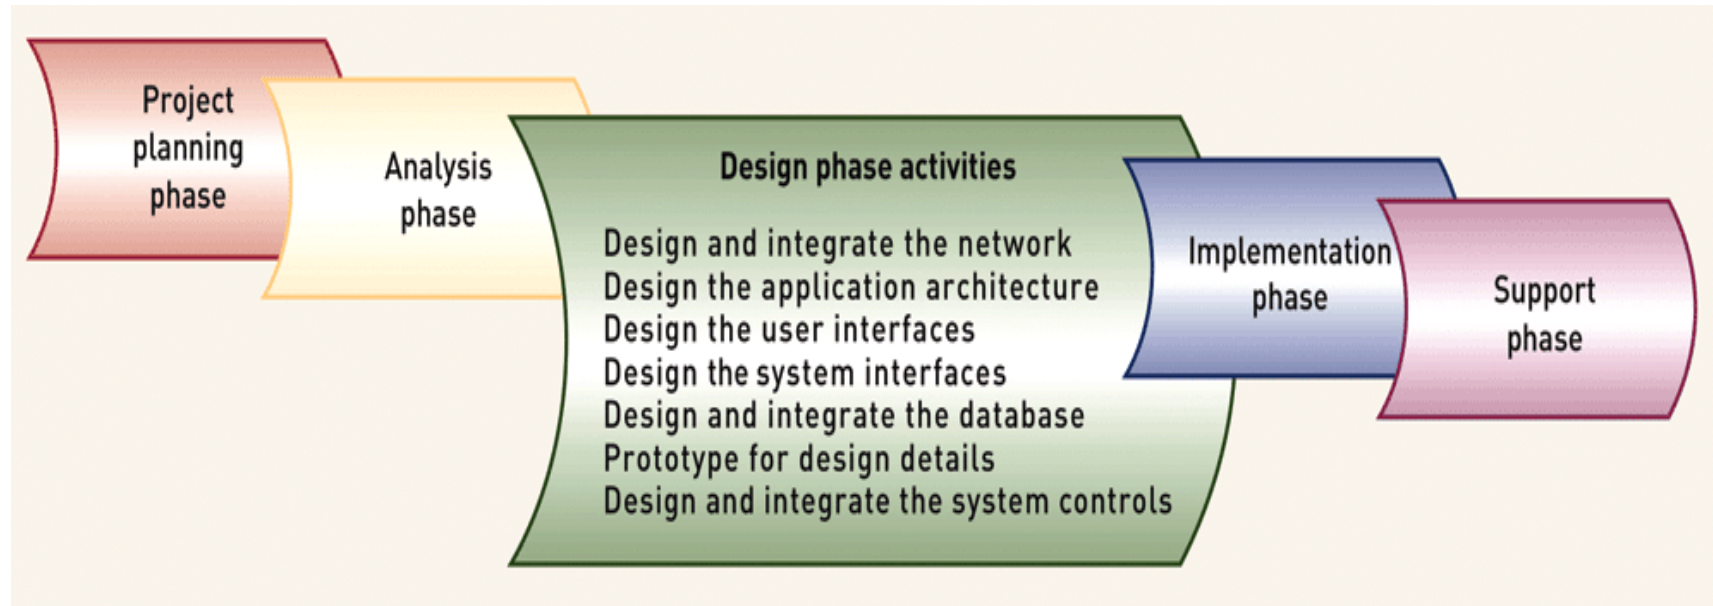 Project
planning
phase
Analysis
phase
Design phase activities
Design and integrate the network
Design the application architecture
Design the user interfaces
Design the system interfaces
Design and integrate the database
Prototype for design details
Design and integrate the system controls
Implementation
phase
Support
phase